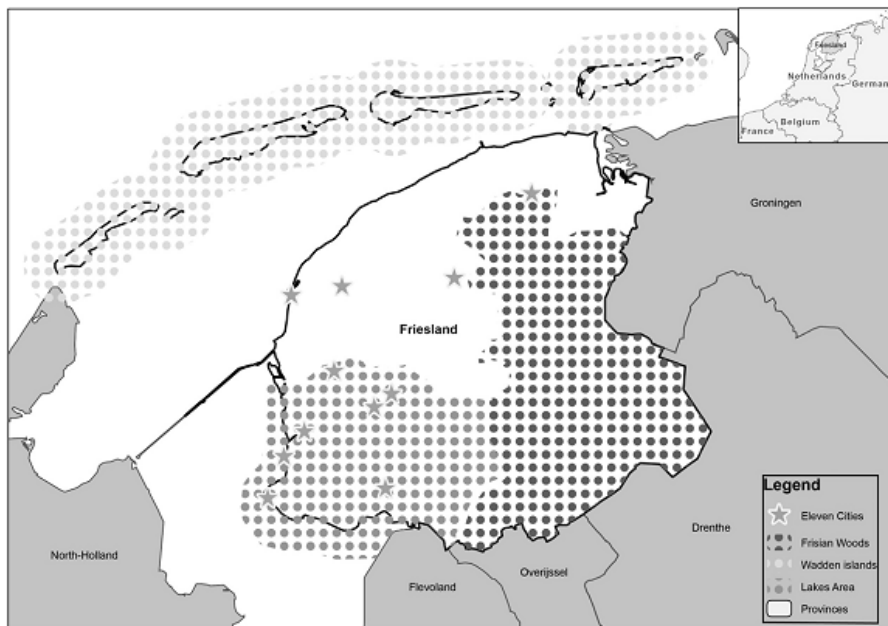 Friesland
Netherlands
German
Belgium
France
Groningen
Friesland
Legend
Eleven Cities
Frisian Woods
Wadden islands
Lakes Area
Provinces
Drenthe
North-Holland
Overijssel
Flevoland